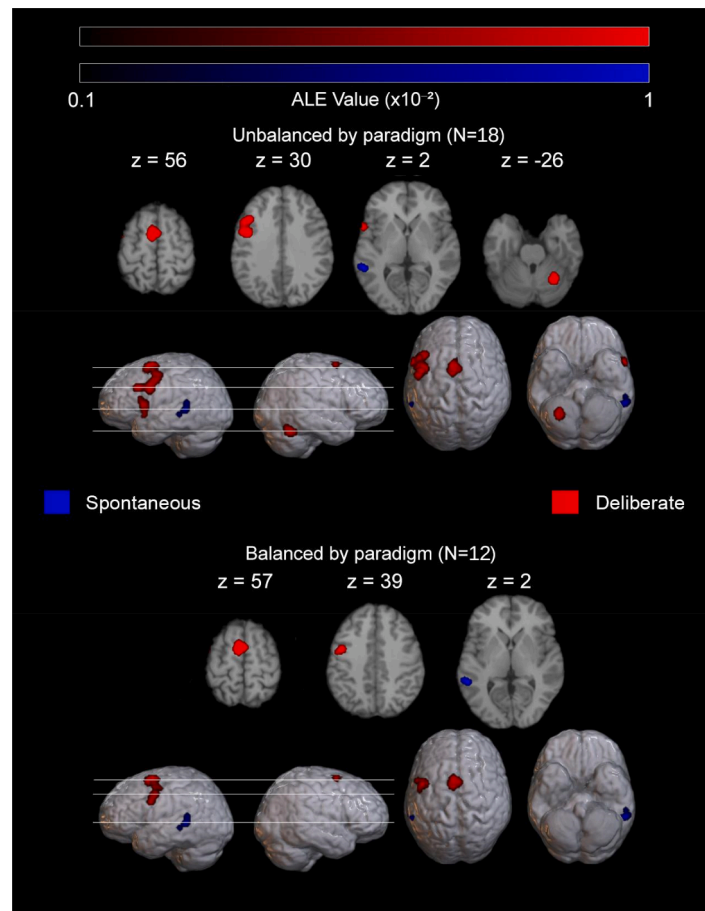 0.1 ALE Value (x10⁻²) 1
Unbalanced by paradigm (N=18)
z = 56 z = 30 z = 2 z = -26
Spontaneous Deliberate
Balanced by paradigm (N=12)
z = 57 z = 39 z = 2